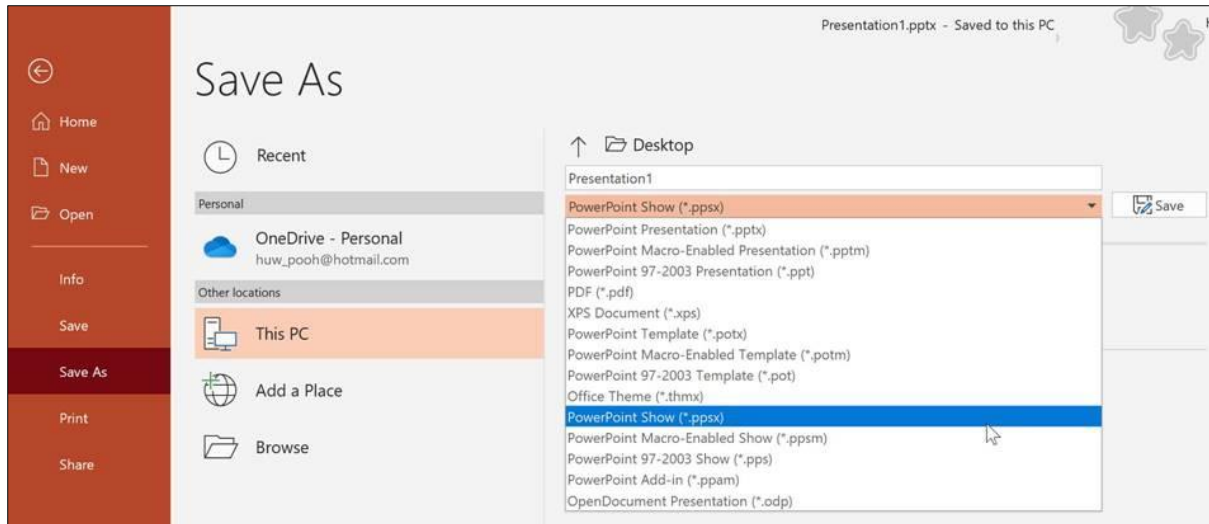 Presentation1.pptx - Saved to this PC
Save As
Home
New
Open
Info
Save
Save As
Print
Share
Recent
Personal
OneDrive - Personal
huw_pooh@hotmail.com
Other locations
This PC
Add a Place
Browse
Desktop
Presentation1
PowerPoint Show (*.ppsx)
Save
PowerPoint Presentation (*.pptx)
PowerPoint Macro-Enabled Presentation (*.pptm)
PowerPoint 97-2003 Presentation (*.ppt)
PDF (*.pdf)
XPS Document (*.xps)
PowerPoint Template (*.potx)
PowerPoint Macro-Enabled Template (*.potm)
PowerPoint 97-2003 Template (*.pot)
Office Theme (*.thmx)
PowerPoint Show (*.ppsx)
PowerPoint Macro-Enabled Show (*.ppsm)
PowerPoint 97-2003 Show (*.pps)
PowerPoint Add-in (*.ppam)
OpenDocument Presentation (*.odp)